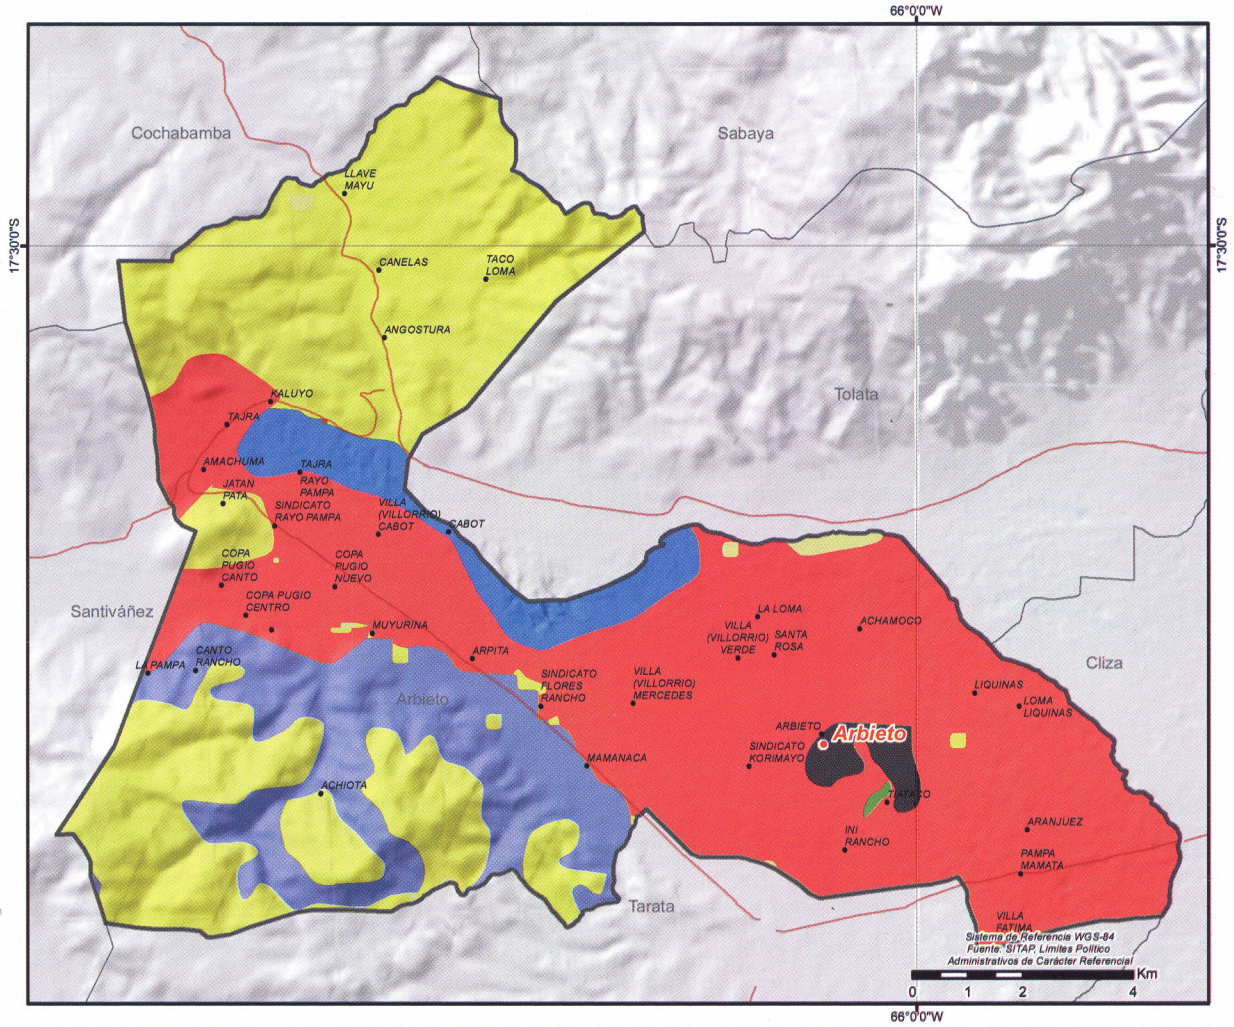 66°0'0"W
Cochabamba
Sabaya
LLAVE
MAYU
17°30'0"S
17°30'0"S
CANELAS
TACO
LOMA
ANGOSTURA
KALUYO
Tolata
TAJRA
AMACHUMA
TAJRA
JATAN
PATA
RAYO
PAMPA
SINDICATO
RAYO PAMPA
VILLA
(VILLORRIO)
CABOT
CABOT
COPA
PUGIO
CANTO
COPA
PUGIO
NUEVO
COPA PUGIO
CENTRO
Santiváñez
MUYURINA
LA LOMA
ACHAMOCO
VILLA
(VILLORRIO)
VERDE
SANTA
ROSA
CANTO
RANCHO
LA PAMPA
ARPITA
Cliza
SINDICATO
FLORES
RANCHO
VILLA
(VILLORRIO)
MERCEDES
LIQUINAS
LOMA
LIQUINAS
Arbieto
ARBIETO
Arbieto
SINDICATO
KORIMAYO
MAMANACA
ACHIOTA
TIATACO
INI
RANCHO
ARANJUEZ
PAMPA
MAMATA
Tarata
VILLA
FATIMA
Sistema de Referencia WGS-84
Fuente: SITAP, Limites Político
Administrativos de Carácter Referencial
Km
0 1 2 4
66°0'0"W